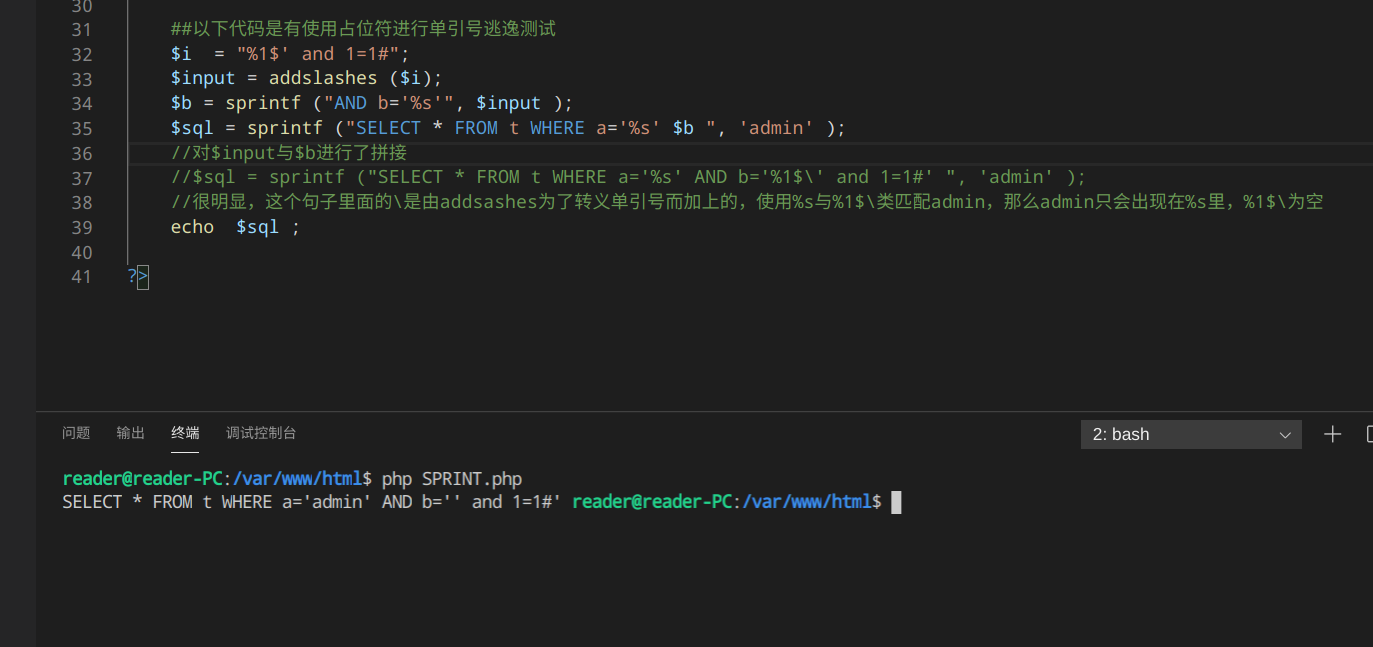 30
31 ##以下代码是有使用占位符进行单引号逃逸测试
32 $i  = "%1$' and 1=1#";
33 $input = addslashes ($i);
34 $b = sprintf ("AND b='%s'", $input );
35 $sql = sprintf ("SELECT * FROM t WHERE a='%s' $b ", 'admin' );
36 //对$input与$b进行了拼接
37 //$sql = sprintf ("SELECT * FROM t WHERE a='%s' AND b='%1$\' and 1=1#' ", 'admin' );
38 //很明显，这个句子里面的\是由addsashes为了转义单引号而加上的，使用%s与%1$\类匹配admin，那么admin只会出现在%s里，%1$\为空
39 echo  $sql ;
40
41 ?>
问题 输出 终端 调试控制台 2: bash
reader@reader-PC:/var/www/html$ php SPRINT.php
SELECT * FROM t WHERE a='admin' AND b='' and 1=1#' reader@reader-PC:/var/www/html$